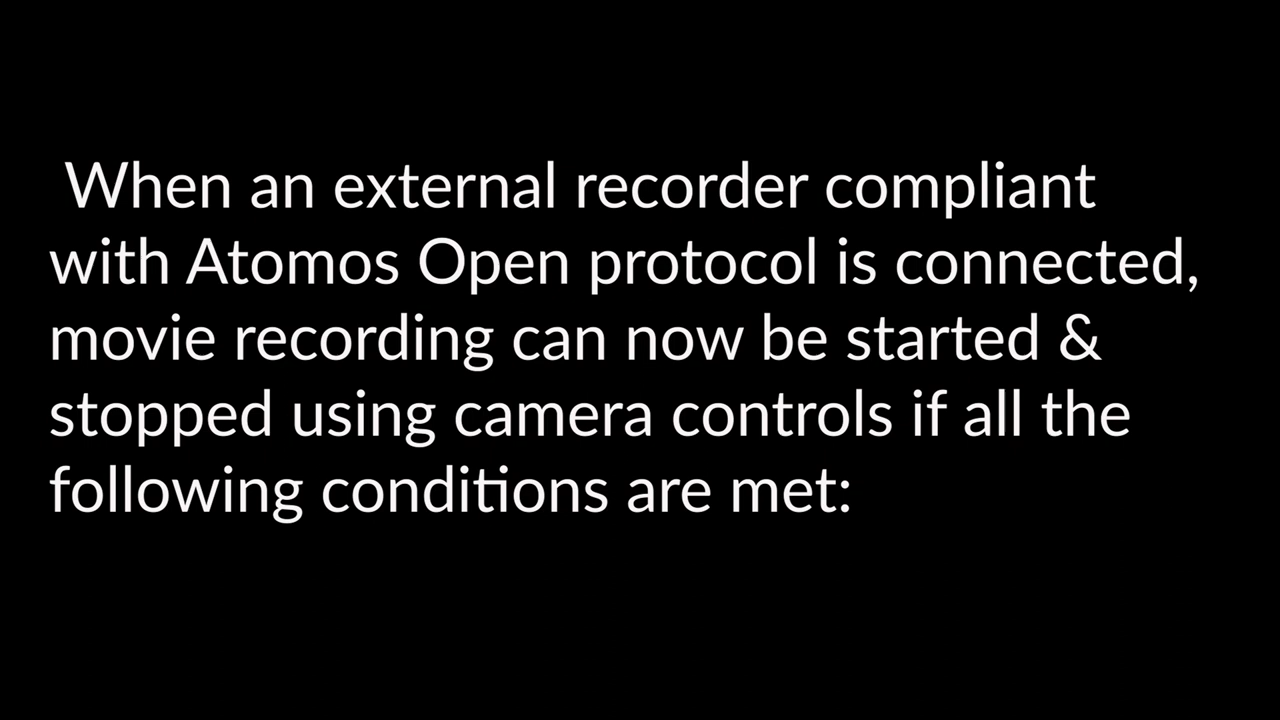 When an external recorder compliant
with Atomos Open protocol is connected,
movie recording can now be started &
stopped using camera controls if all the
following conditions are met: